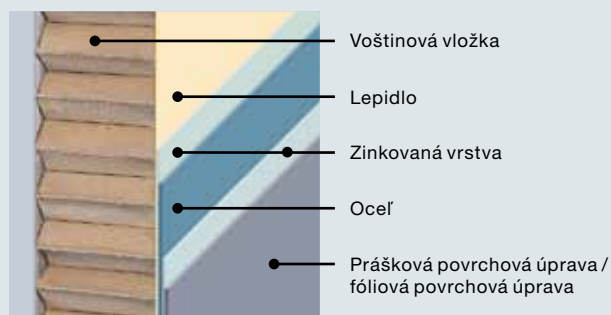 Voštinová vložka
Lepidlo
Zinkovaná vrstva
Oceľ
Prášková povrchová úprava /
fóliová povrchová úprava